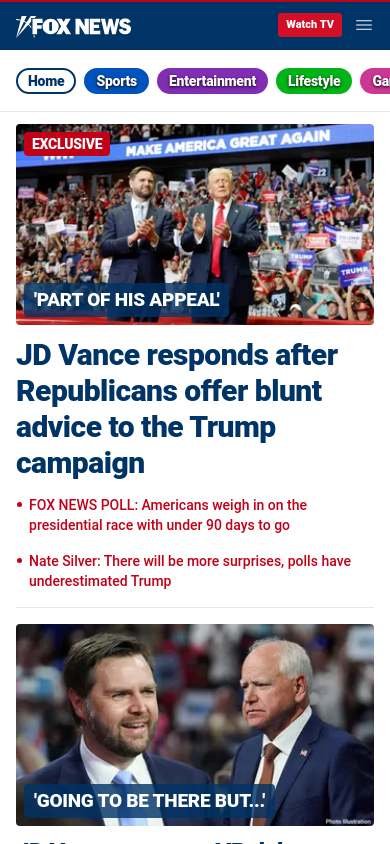 FOX NEWS
Watch TV
Home
Sports
Entertainment
Lifestyle
MAKE AMERICA GREAT AGAIN
EXCLUSIVE
TRUMP
TRUMP
'PART OF HIS APPEAL'
JD Vance responds after
Republicans offer blunt
advice to the Trump
campaign
• FOX NEWS POLL: Americans weigh in on the
presidential race with under 90 days to go
• Nate Silver: There will be more surprises, polls have
underestimated Trump
'GOING TO BE THERE BUT...'
Photo Illustration